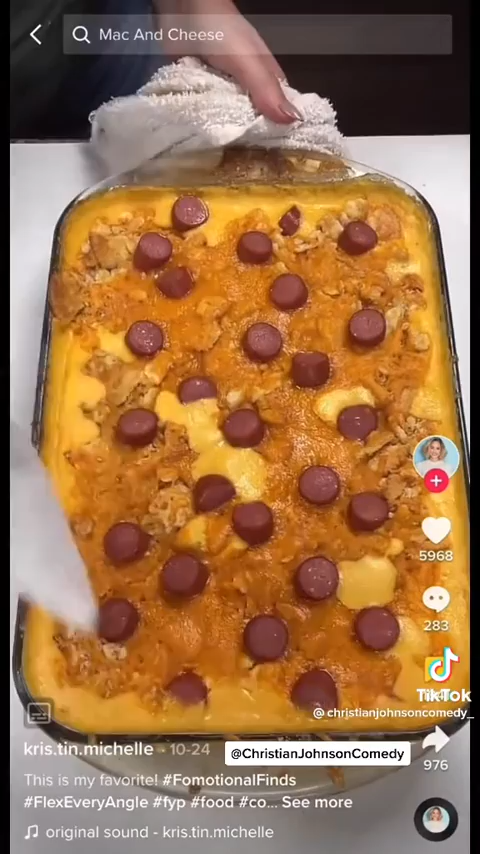 Mac And Cheese
5968
283
TikTok
@christianjohnsoncomedy_
976
kris.tin.michelle · 10-24
@ChristianJohnsonComedy
This is my favorite! #FomotionalFinds
#FlexEveryAngle #fyp #food #co... See more
original sound - kris.tin.michelle